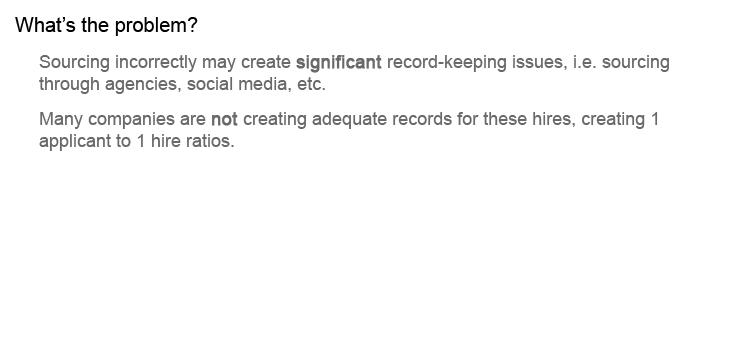 What’s the problem?
Sourcing incorrectly may create significant record-keeping issues, i.e. sourcing
through agencies, social media, etc.
Many companies are not creating adequate records for these hires, creating 1
applicant to 1 hire ratios.